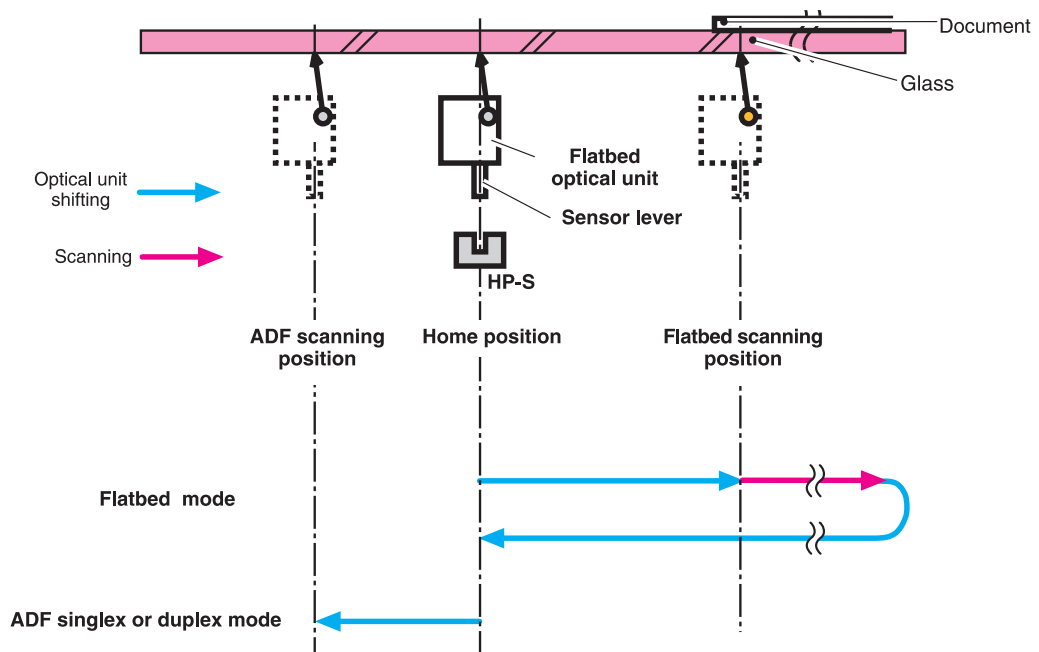 Document
Glass
Flatbed
optical unit
Optical unit
shifting
Sensor lever
Scanning
HP-S
ADF scanning
position
Home position
Flatbed scanning
position
Flatbed mode
ADF singlex or duplex mode